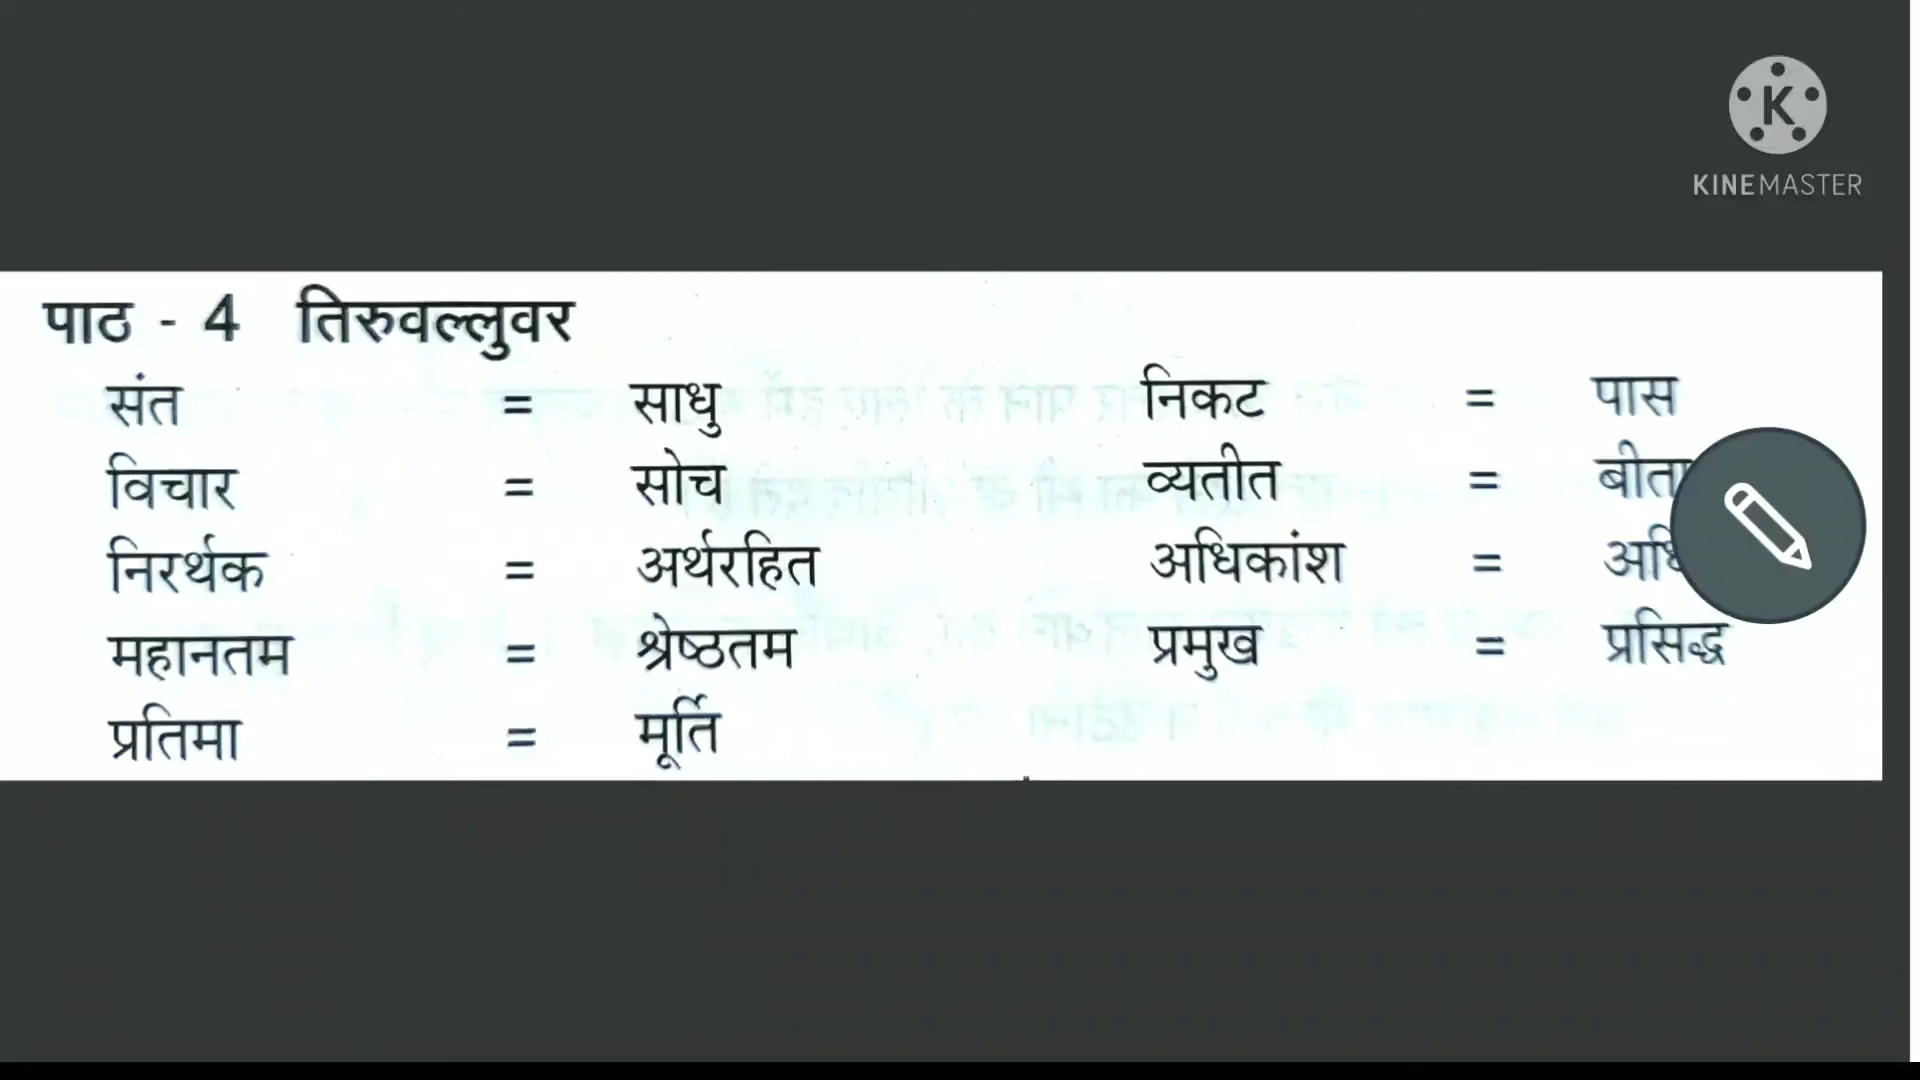 KINEMASTER
पाठ - 4 तिरुवल्लुवर
संत = साधु निकट = पास
विचार = सोच व्यतीत =
निरर्थक = अर्थरहित अधिकांश =
महानतम = श्रेष्ठतम प्रमुख = प्रसिद्ध
प्रतिमा = मूर्ति